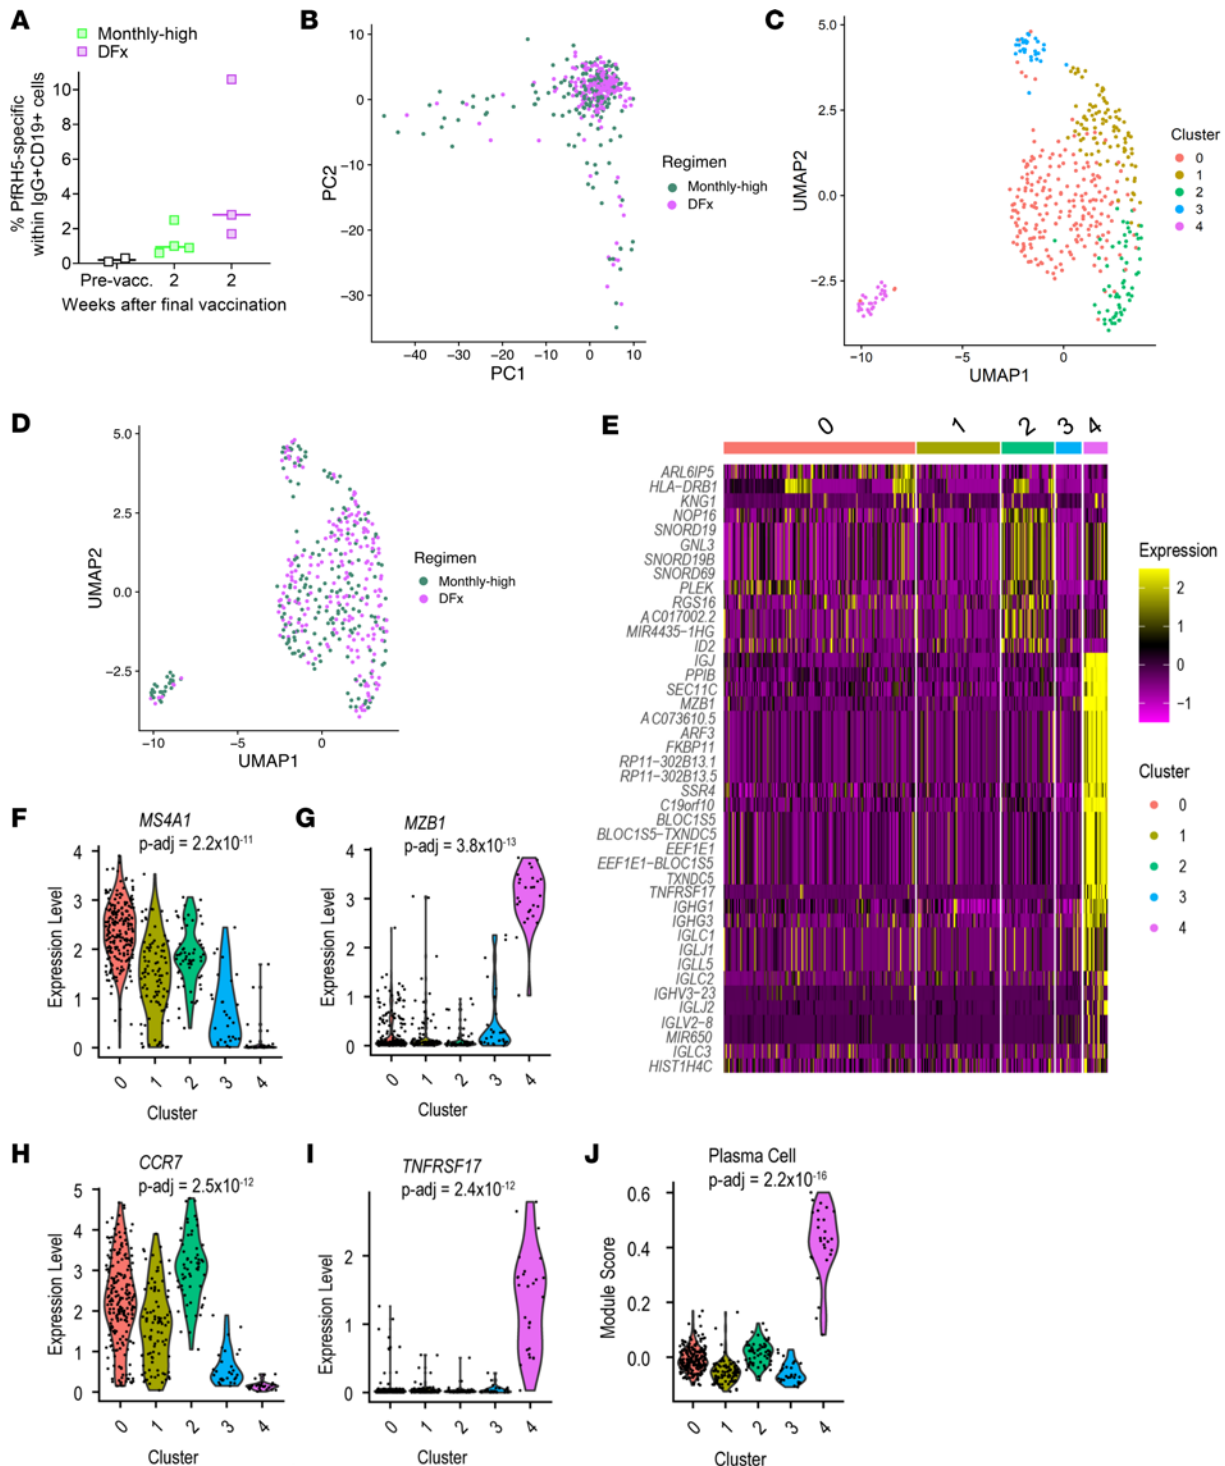 A
Monthly-high
DFx
% PfRH5-specific
within IgG+CD19+ cells
10
8
6
4
2
0
Pre-vacc. 2 2
Weeks after final vaccination
B
PC2
10
0
−10
−20
−30
−40 −30 −20 −10 0 10
PC1
Regimen
Monthly-high
DFx
C
UMAP2
5.0
2.5
0.0
−2.5
−10 −5 0
UMAP1
Cluster
0
1
2
3
4
D
UMAP2
5.0
2.5
0.0
−2.5
−10 −5 0
UMAP1
Regimen
Monthly-high
DFx
E
0 1 2 3 4
ARL6IP5
HLA−DRB1
KNG1
NOP16
SNORD19
GNL3
SNORD19B
SNORD69
PLEK
RGS16
AC017002.2
MIR4435−1HG
ID2
IGJ
PPIB
SEC11C
MZB1
AC073610.5
ARF3
FKBP11
RP11−302B13.1
RP11−302B13.5
SSR4
C19orf10
BLOC1S5
BLOC1S5−TXNDC5
EEF1E1
EEF1E1−BLOC1S5
TXNDC5
TNFRSF17
IGHG1
IGHG3
IGLC1
IGLJ1
IGLL5
IGLC2
IGHV3−23
IGLJ2
IGLV2−8
MIR650
IGLC3
HIST1H4C
Expression
2
1
0
−1
Cluster
0
1
2
3
4
F
MS4A1
p-adj = 2.2x10-11
Expression Level
4
3
2
1
0
0 1 2 3 4
Cluster
G
MZB1
p-adj = 3.8x10-13
Expression Level
4
3
2
1
0
0 1 2 3 4
Cluster
H
CCR7
p-adj = 2.5x10-12
Expression Level
5
4
3
2
1
0
0 1 2 3 4
Cluster
I
TNFRSF17
p-adj = 2.4x10-12
Expression Level
2
1
0
0 1 2 3 4
Cluster
J
Plasma Cell
p-adj = 2.2x10-16
Module Score
0.6
0.4
0.2
0.0
0 1 2 3 4
Cluster